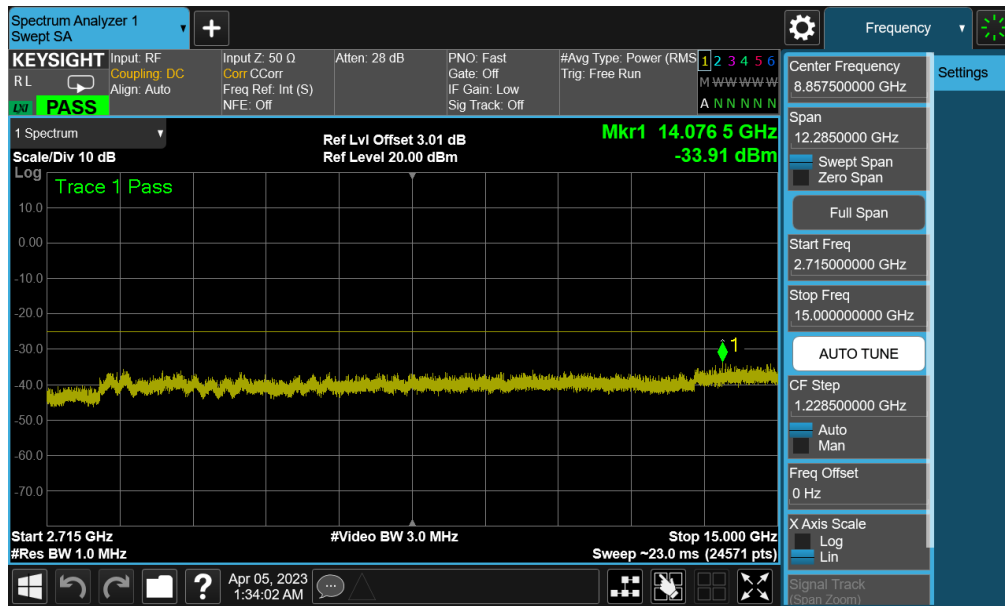 Spectrum Analyzer 1
Swept SA
+
Frequency
KEYSIGHT
RL
LXI PASS
Input: RF
Coupling: DC
Align: Auto
Input Z: 50 Ω
Corr CCorr
Freq Ref: Int (S)
NFE: Off
Atten: 28 dB
PNO: Fast
Gate: Off
IF Gain: Low
Sig Track: Off
#Avg Type: Power (RMS
Trig: Free Run
1 2 3 4 5 6
M W W W W W
A N N N N N
1 Spectrum
Scale/Div 10 dB
Ref Lvl Offset 3.01 dB
Ref Level 20.00 dBm
Mkr1 14.076 5 GHz
-33.91 dBm
Log
Trace 1 Pass
10.0
0.00
-10.0
-20.0
-30.0
-40.0
-50.0
-60.0
-70.0
1
Start 2.715 GHz
#Res BW 1.0 MHz
#Video BW 3.0 MHz
Stop 15.000 GHz
Sweep ~23.0 ms (24571 pts)
Center Frequency
8.857500000 GHz
Span
12.2850000 GHz
Swept Span
Zero Span
Full Span
Start Freq
2.715000000 GHz
Stop Freq
15.000000000 GHz
AUTO TUNE
CF Step
1.228500000 GHz
Auto
Man
Freq Offset
0 Hz
X Axis Scale
Log
Lin
Signal Track
(Span Zoom)
Settings
?
Apr 05, 2023
1:34:02 AM